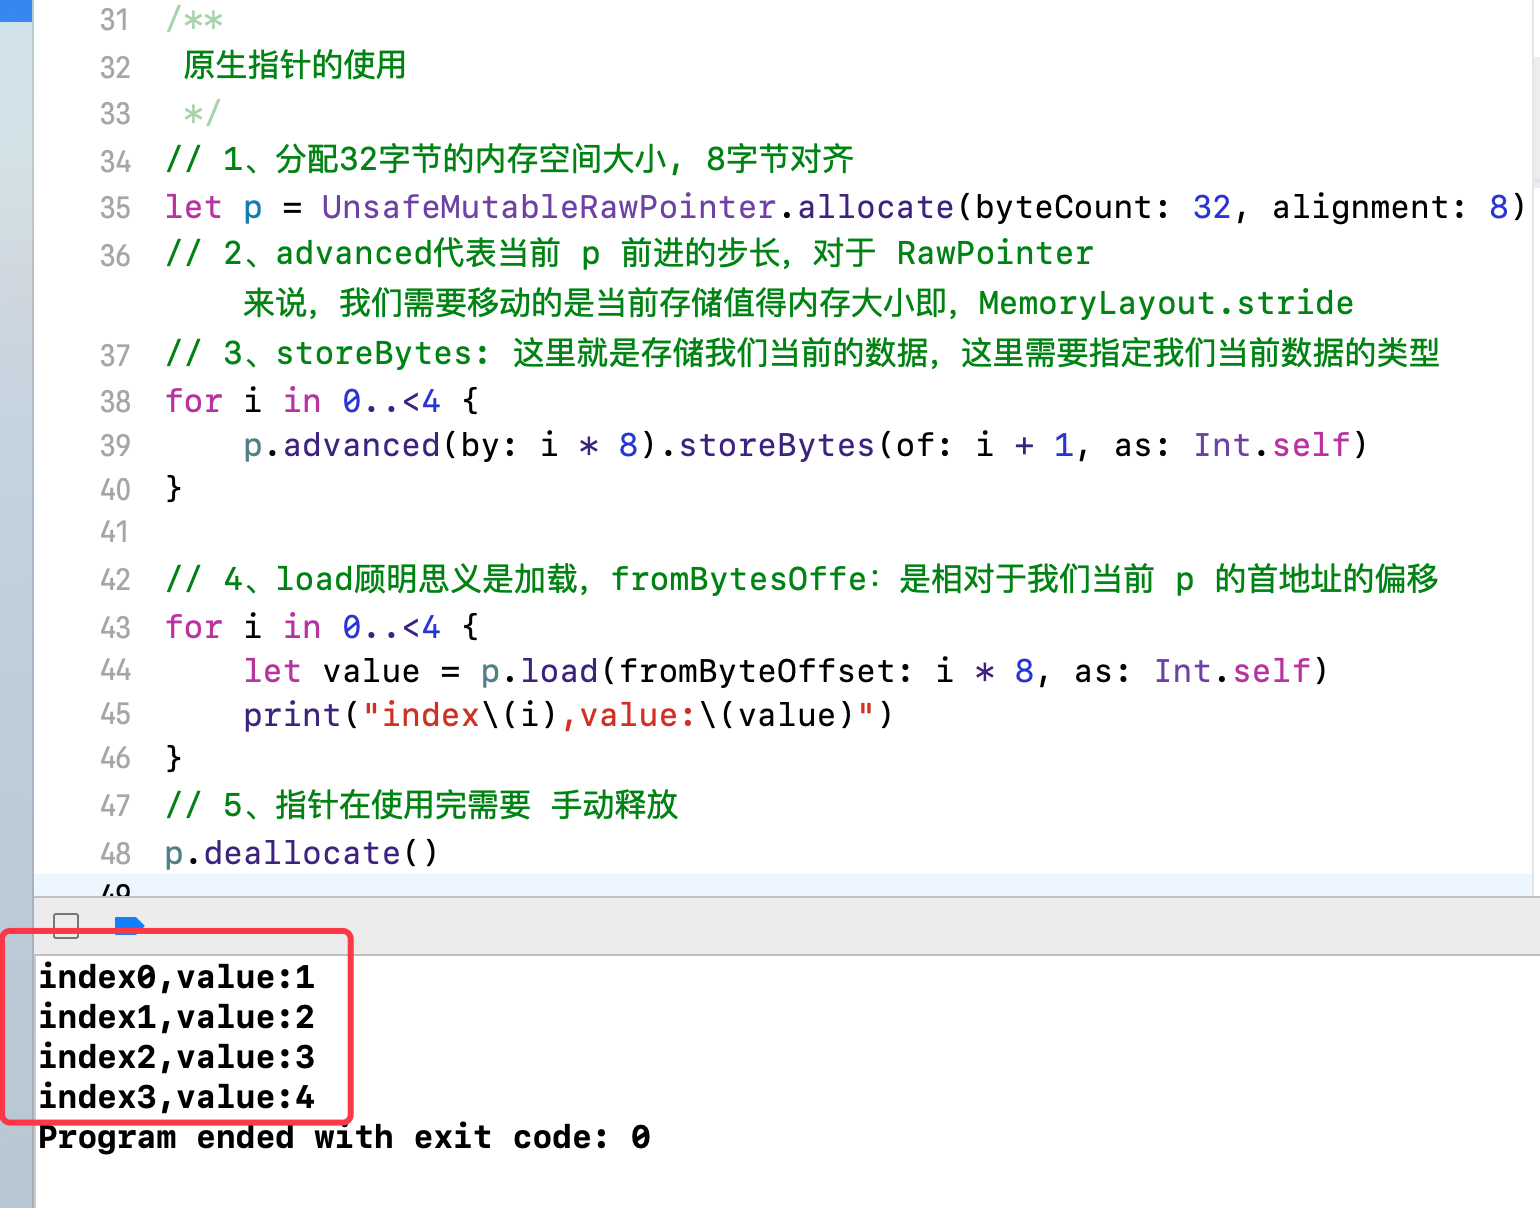 31 /**
32 原生指针的使用
33 */
34 // 1、分配32字节的内存空间大小, 8字节对齐
35 let p = UnsafeMutableRawPointer.allocate(byteCount: 32, alignment: 8)
36 // 2、advanced代表当前 p 前进的步长，对于 RawPointer
来说，我们需要移动的是当前存储值得内存大小即，MemoryLayout.stride
37 // 3、storeBytes: 这里就是存储我们当前的数据，这里需要指定我们当前数据的类型
38 for i in 0..<4 {
39 p.advanced(by: i * 8).storeBytes(of: i + 1, as: Int.self)
40 }
41
42 // 4、load顾明思义是加载，fromBytesOffe：是相对于我们当前 p 的首地址的偏移
43 for i in 0..<4 {
44 let value = p.load(fromByteOffset: i * 8, as: Int.self)
45 print("index\(i),value:\(value)")
46 }
47 // 5、指针在使用完需要 手动释放
48 p.deallocate()
49
index0,value:1
index1,value:2
index2,value:3
index3,value:4
Program ended with exit code: 0